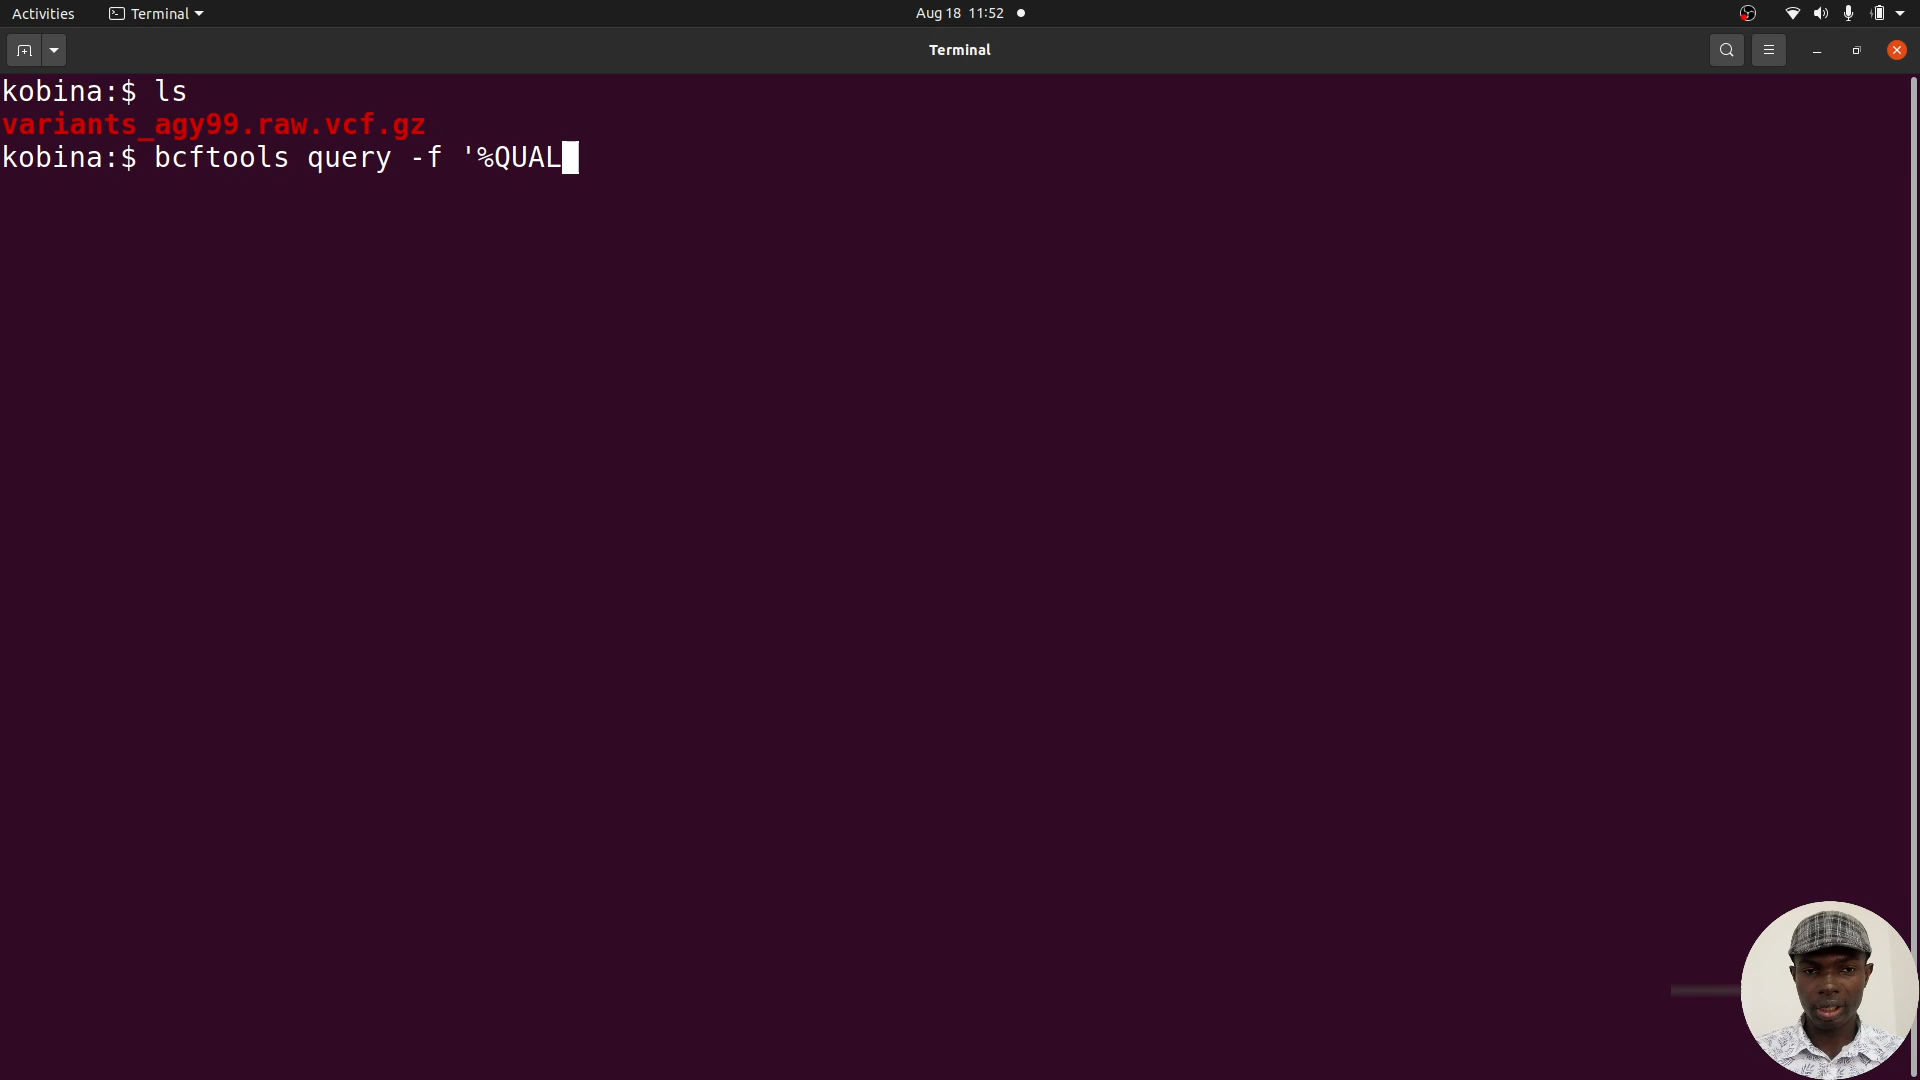 Activities
Terminal
Aug 18 11:52
Terminal
kobina:$ ls
variants_agy99.raw.vcf.gz
kobina:$ bcftools query -f '%QUAL